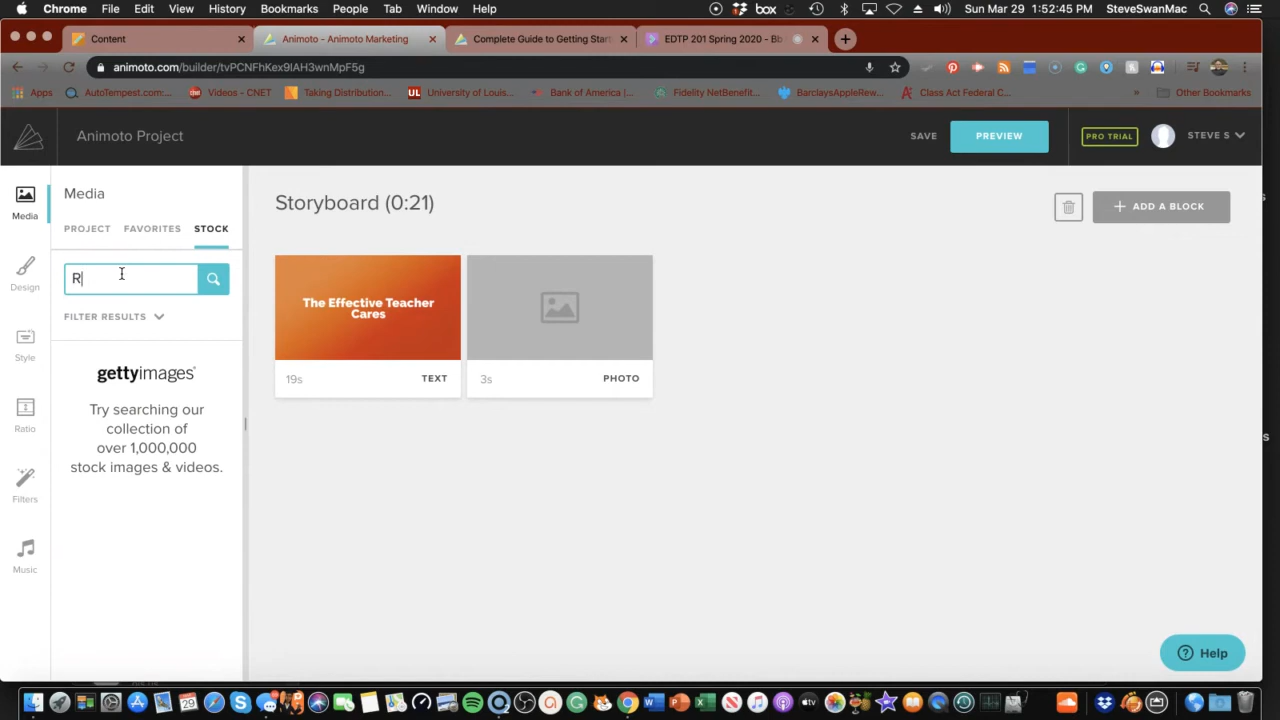 Chrome File Edit View History Bookmarks People Tab Window Help
box
Sun Mar 29 1:52:45 PM SteveSwanMac
Content
Animoto - Animoto Marketing
Complete Guide to Getting Start
EDTP 201 Spring 2020 - Bb
animoto.com/builder/tvPCNFhKex9IAH3wnMpF5g
Apps AutoTempest.com:... Videos - CNET Taking Distribution... University of Louis... Bank of America |... Fidelity NetBenefit... BarclaysAppleRew... Class Act Federal C... » Other Bookmarks
Animoto Project
SAVE
PREVIEW
PRO TRIAL
STEVE S
Media
Design
Style
Ratio
Filters
Music
Media
PROJECT FAVORITES STOCK
R
FILTER RESULTS
gettyimages
Try searching our
collection of
over 1,000,000
stock images & videos.
Storyboard (0:21)
+ ADD A BLOCK
The Effective Teacher
Cares
19s TEXT
3s PHOTO
? Help